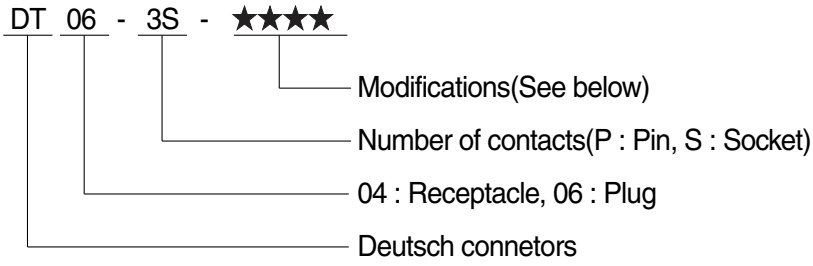 DT 06 - 3S - ★★★★
Modifications(See below)
Number of contacts(P : Pin, S : Socket)
04 : Receptacle, 06 : Plug
Deutsch connetors